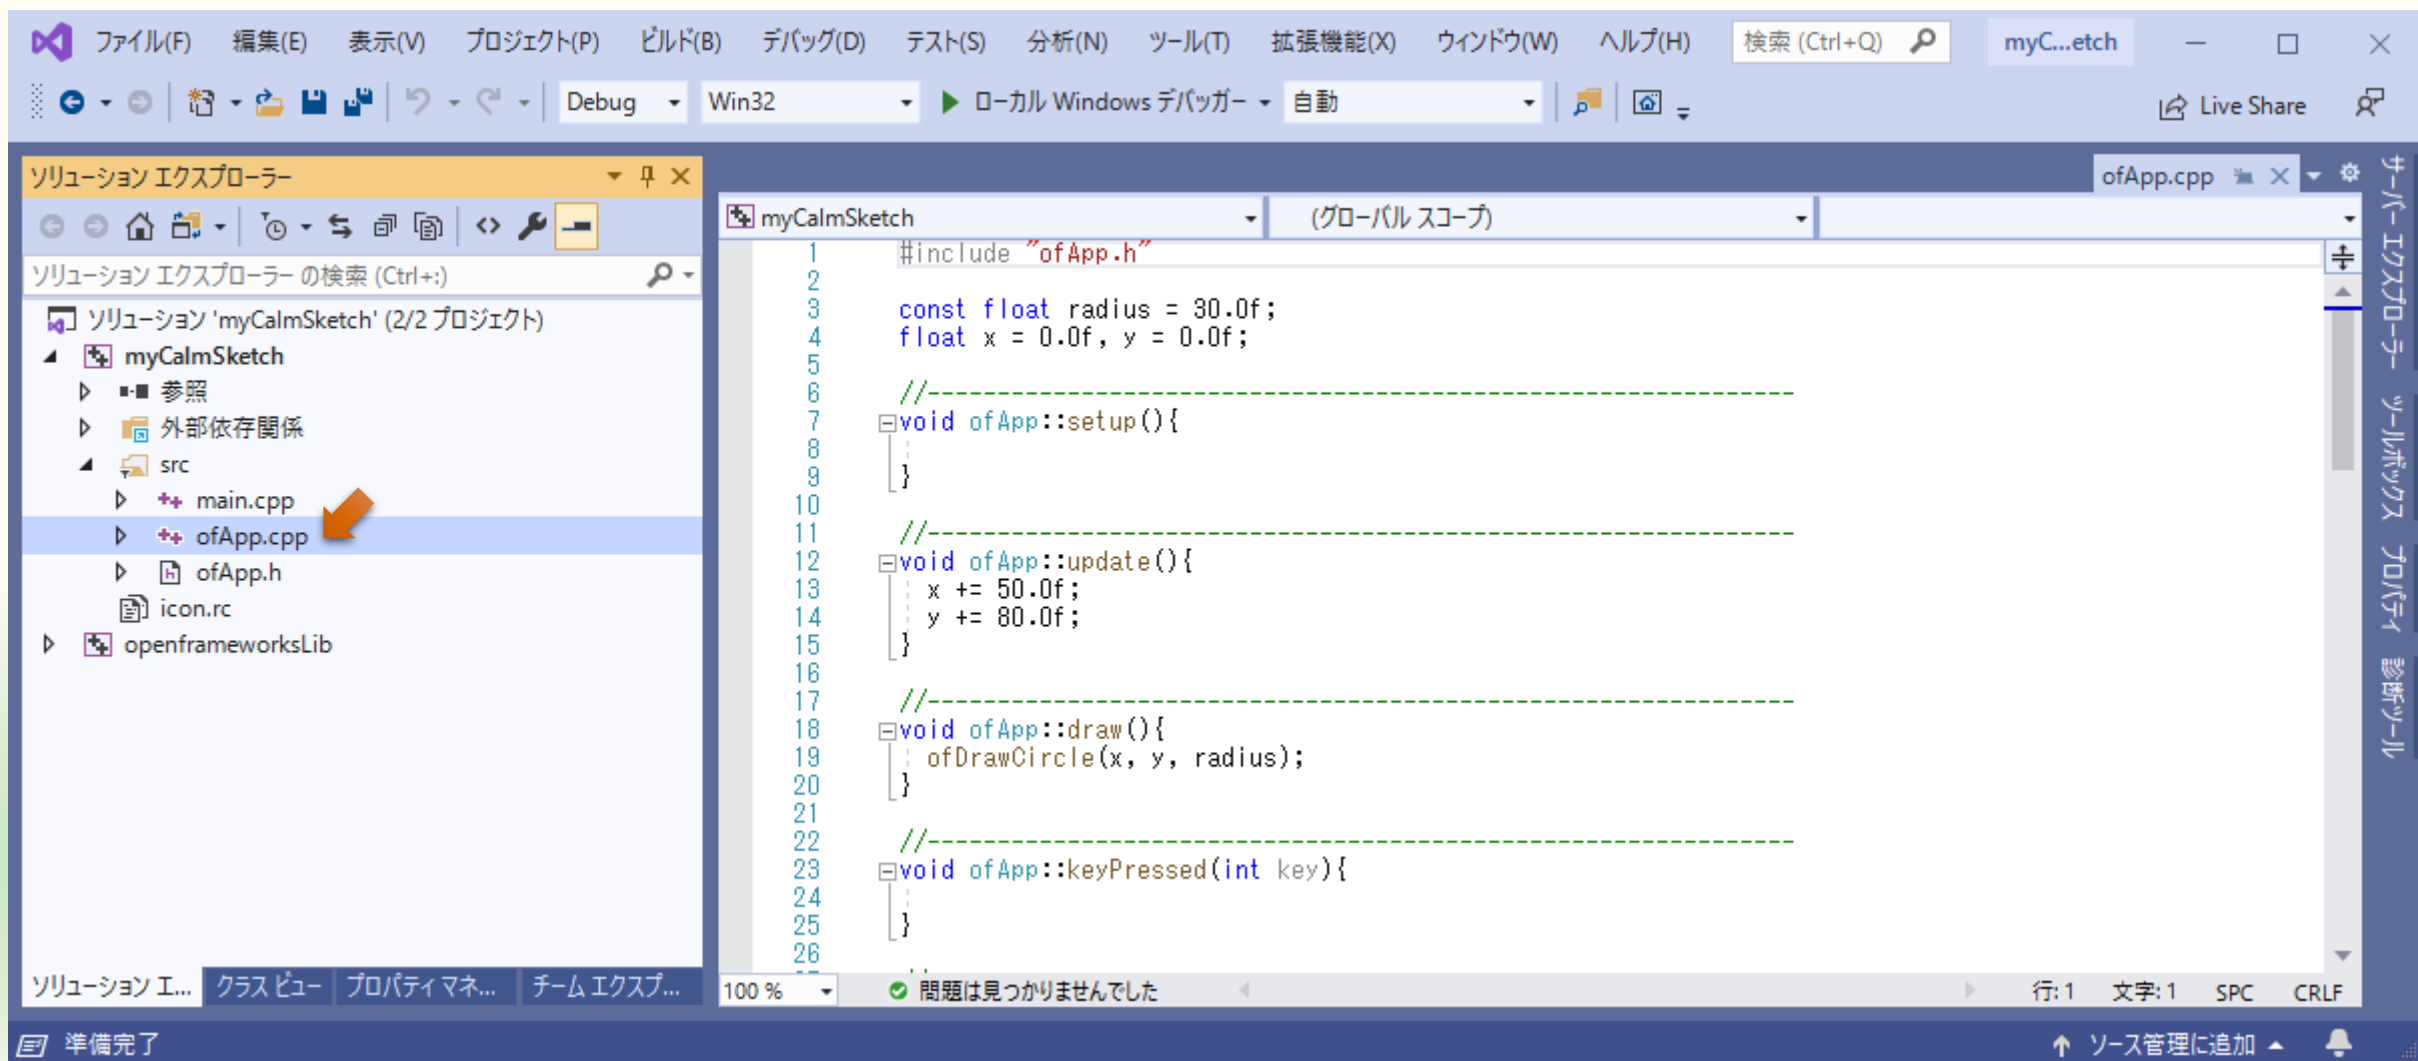 ファイル(F) 編集(E) 表示(V) プロジェクト(P) ビルド(B) デバッグ(D) テスト(S) 分析(N) ツール(T) 拡張機能(X) ウィンドウ(W) ヘルプ(H) 検索 (Ctrl+Q) myC...etch
Debug Win32 ローカル Windows デバッガー 自動 Live Share
ソリューション エクスプローラー
ソリューション エクスプローラー の検索 (Ctrl+:)
ソリューション 'myCalmSketch' (2/2 プロジェクト)
myCalmSketch
参照
外部依存関係
src
main.cpp
ofApp.cpp
ofApp.h
icon.rc
openframeworksLib
ソリューション エ... クラス ビュー プロパティ マネ... チーム エクスプ...
ofApp.cpp
myCalmSketch (グローバル スコープ)
1 #include "ofApp.h"
2
3 const float radius = 30.0f;
4 float x = 0.0f, y = 0.0f;
5
6 //--------------------------------------------------------------
7 void ofApp::setup(){
8
9 }
10
11 //--------------------------------------------------------------
12 void ofApp::update(){
13 x += 50.0f;
14 y += 80.0f;
15 }
16
17 //--------------------------------------------------------------
18 void ofApp::draw(){
19 ofDrawCircle(x, y, radius);
20 }
21
22 //--------------------------------------------------------------
23 void ofApp::keyPressed(int key){
24
25 }
26
100 % 問題は見つかりませんでした 行: 1 文字: 1 SPC CRLF
サーバー エクスプローラー
ツールボックス
プロパティ
診断ツール
準備完了 ソース管理に追加